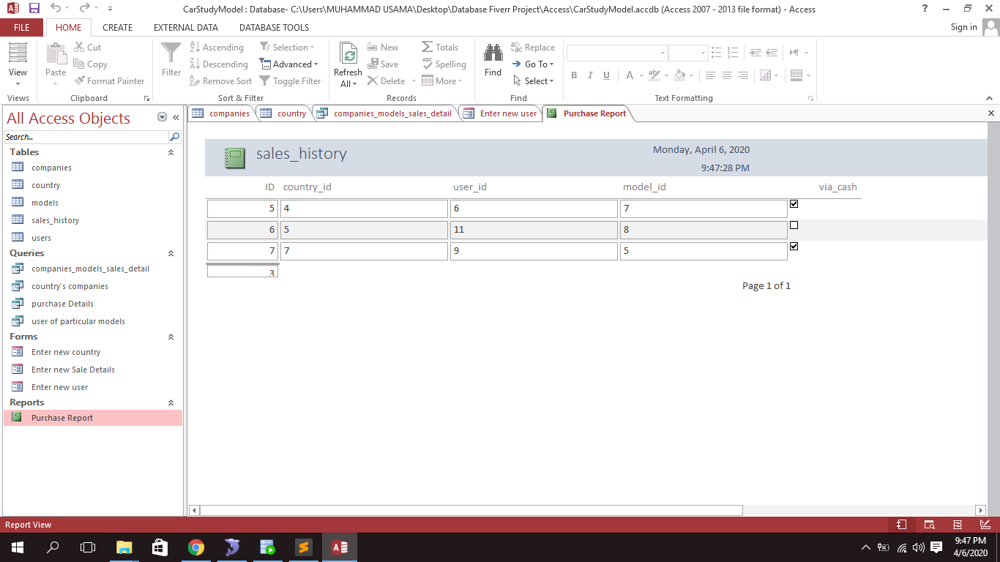 CarStudyModel : Database- C:\Users\MUHAMMAD USAMA\Desktop\Database Fiverr Project\Access\CarStudyModel.accdb (Access 2007 - 2013 file format) - Access
FILE HOME CREATE EXTERNAL DATA DATABASE TOOLS Sign in
View
Views
Paste
Cut
Copy
Format Painter
Clipboard
Filter
Ascending
Descending
Remove Sort
Selection
Advanced
Toggle Filter
Sort & Filter
Refresh
All
New
Save
Delete
Totals
Spelling
More
Records
Find
Replace
Go To
Select
Find
B I U A
Text Formatting
All Access Objects
Search...
Tables
companies
country
models
sales_history
users
Queries
companies_models_sales_detail
country's companies
purchase Details
user of particular models
Forms
Enter new country
Enter new Sale Details
Enter new user
Reports
Purchase Report
companies country companies_models_sales_detail Enter new user Purchase Report
sales_history
Monday, April 6, 2020
9:47:28 PM
ID country_id user_id model_id via_cash
5 4 6 7
6 5 11 8
7 7 9 5
3
Page 1 of 1
Report View
9:47 PM
4/6/2020